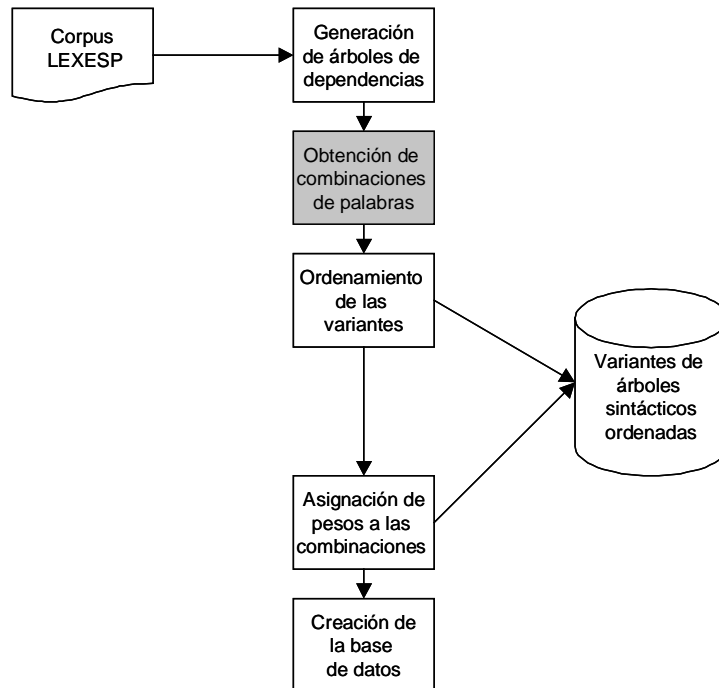 Corpus
LEXESP
Generación
de árboles de
dependencias
Obtención de
combinaciones
de palabras
Ordenamiento
de las
variantes
Variantes de
árboles
sintácticos
ordenadas
Asignación de
pesos a las
combinaciones
Creación de
la base
de datos